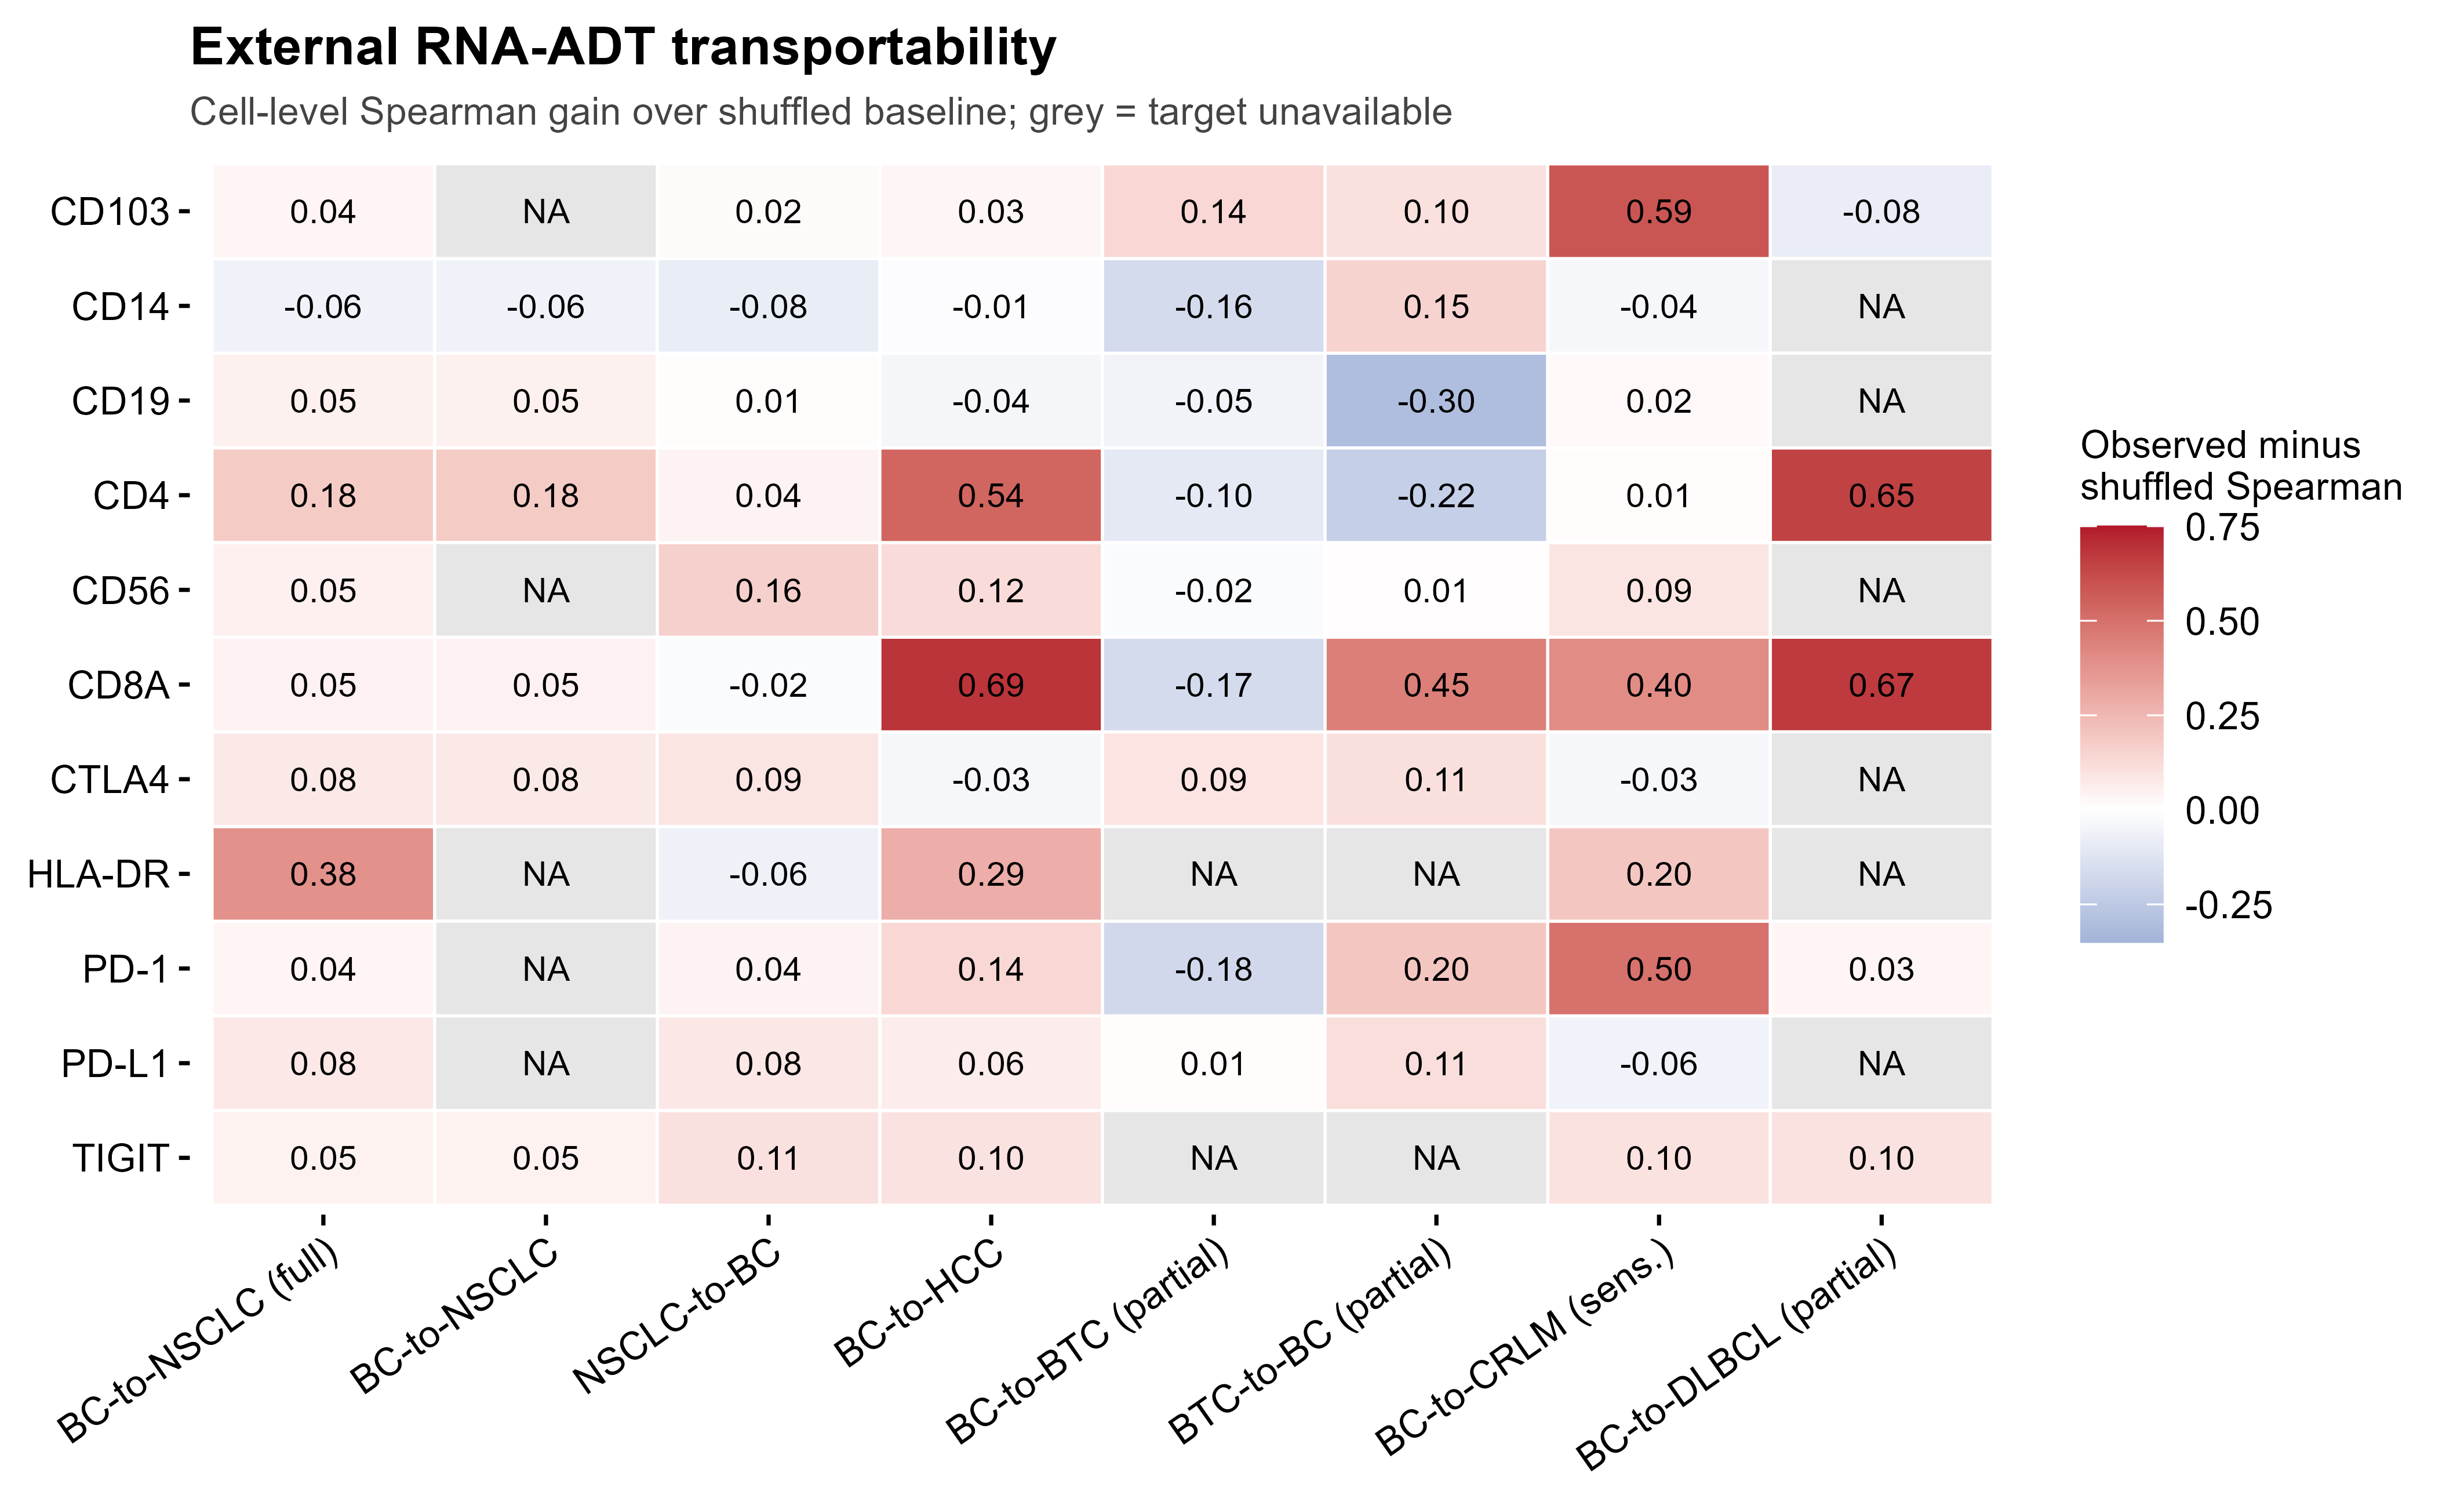 External RNA-ADT transportability
Cell-level Spearman gain over shuffled baseline; grey = target unavailable
CD103 0.04 NA 0.02 0.03 0.14 0.10 0.59 -0.08
CD14 -0.06 -0.06 -0.08 -0.01 -0.16 0.15 -0.04 NA
CD19 0.05 0.05 0.01 -0.04 -0.05 -0.30 0.02 NA
CD4 0.18 0.18 0.04 0.54 -0.10 -0.22 0.01 0.65
CD56 0.05 NA 0.16 0.12 -0.02 0.01 0.09 NA
CD8A 0.05 0.05 -0.02 0.69 -0.17 0.45 0.40 0.67
CTLA4 0.08 0.08 0.09 -0.03 0.09 0.11 -0.03 NA
HLA-DR 0.38 NA -0.06 0.29 NA NA 0.20 NA
PD-1 0.04 NA 0.04 0.14 -0.18 0.20 0.50 0.03
PD-L1 0.08 NA 0.08 0.06 0.01 0.11 -0.06 NA
TIGIT 0.05 0.05 0.11 0.10 NA NA 0.10 0.10
BC-to-NSCLC (full)
BC-to-NSCLC
NSCLC-to-BC
BC-to-HCC
BC-to-BTC (partial)
BTC-to-BC (partial)
BC-to-CRLM (sens.)
BC-to-DLBCL (partial)
Observed minus
shuffled Spearman
0.75
0.50
0.25
0.00
-0.25